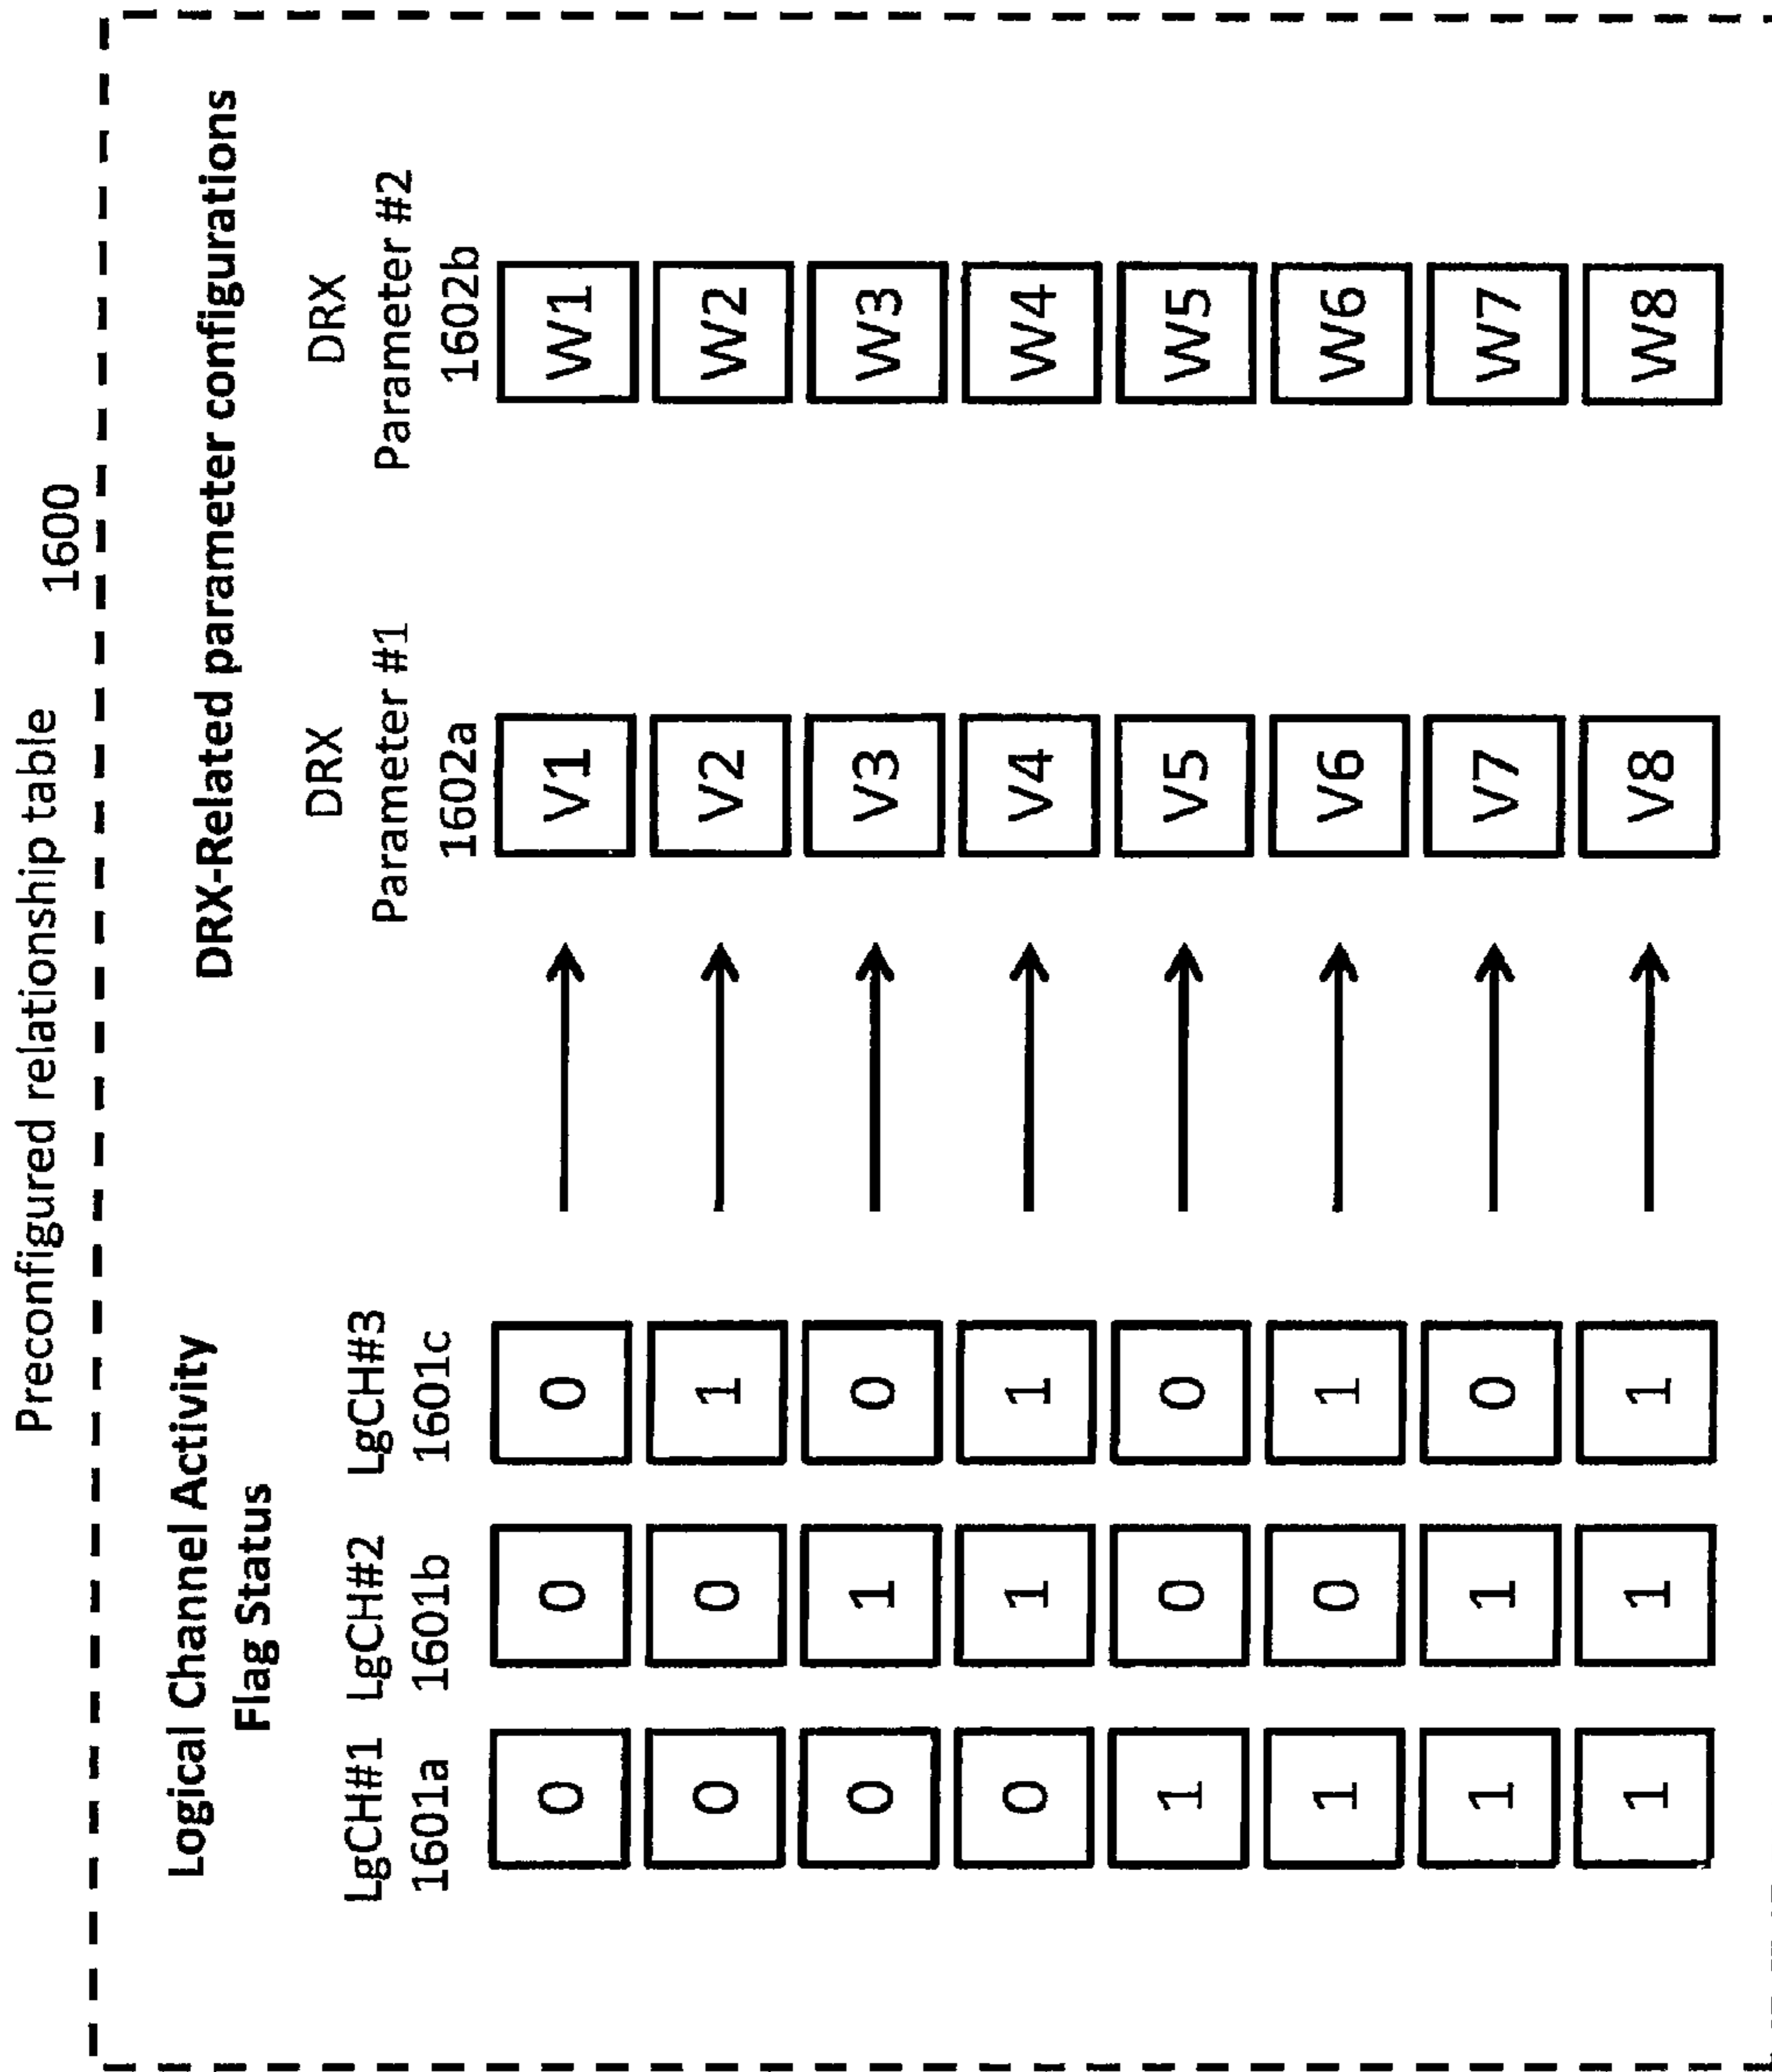 Preconfigured relationship table
1600
Logical Channel Activity
Flag Status
DRX-Related parameter configurations
LgCH#1 LgCH#2 LgCH#3
1601a 1601b 1601c
DRX
Parameter #1
1602a
DRX
Parameter #2
1602b
0 0 0 V1 W1
0 0 1 V2 W2
0 1 0 V3 W3
0 1 1 V4 W4
1 0 0 V5 W5
1 0 1 V6 W6
1 1 0 V7 W7
1 1 1 V8 W8